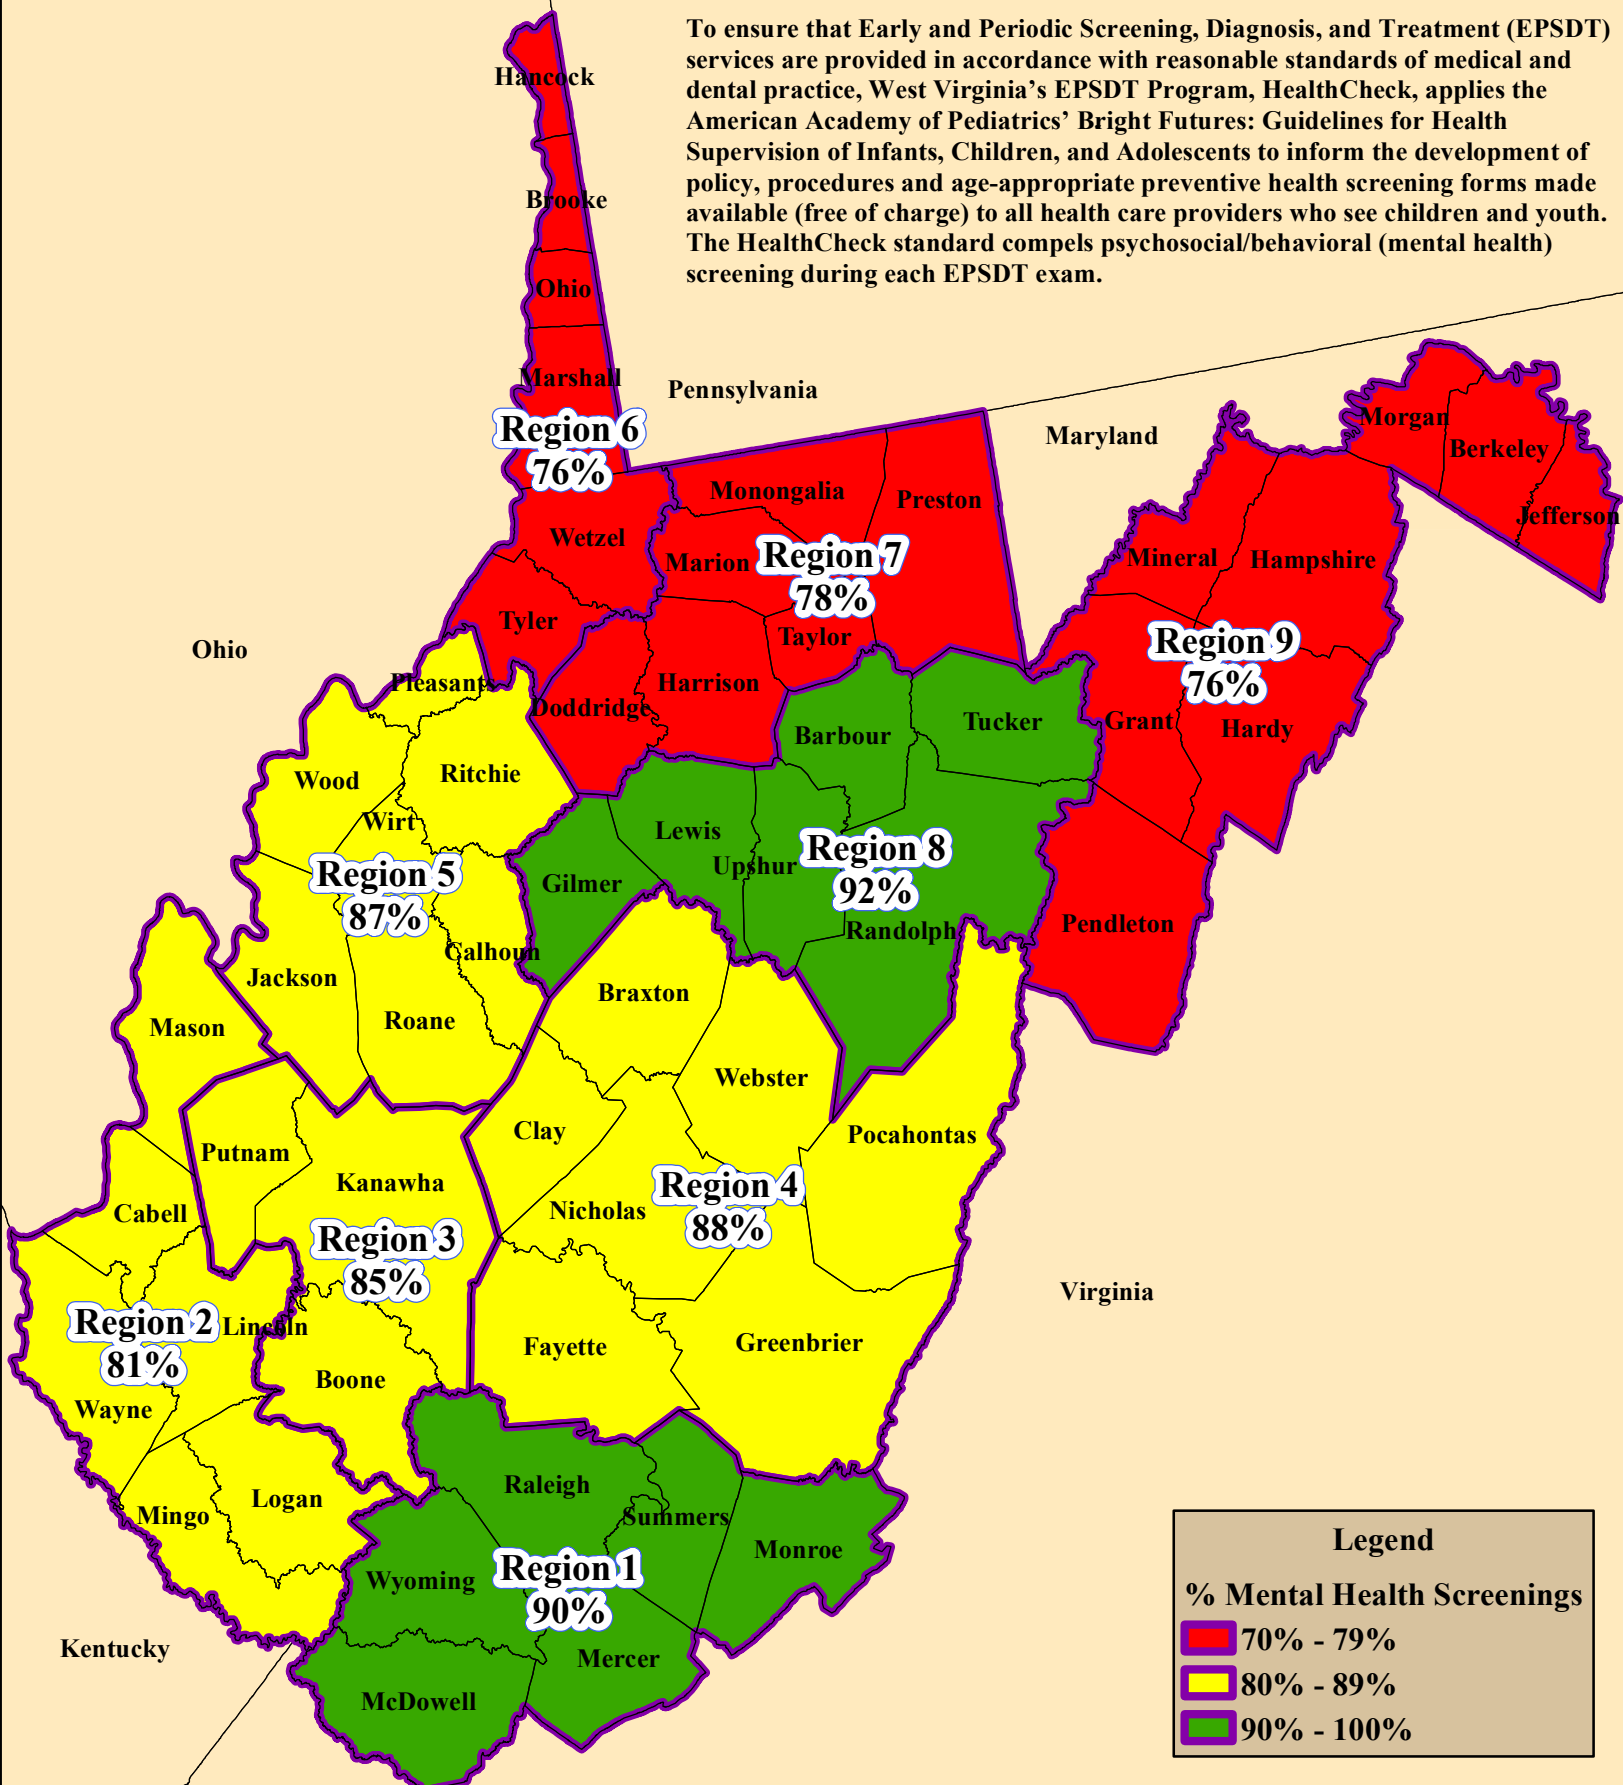 To ensure that Early and Periodic Screening, Diagnosis, and Treatment (EPSDT)
services are provided in accordance with reasonable standards of medical and
dental practice, West Virginia’s EPSDT Program, HealthCheck, applies the
American Academy of Pediatrics’ Bright Futures: Guidelines for Health
Supervision of Infants, Children, and Adolescents to inform the development of
policy, procedures and age-appropriate preventive health screening forms made
available (free of charge) to all health care providers who see children and youth.
The HealthCheck standard compels psychosocial/behavioral (mental health)
screening during each EPSDT exam.
Hancock
Brooke
Ohio
Marshall
Pennsylvania
Maryland
Morgan
Berkeley
Jefferson
Region 6
76%
Wetzel
Tyler
Monongalia
Preston
Marion
Region 7
78%
Taylor
Harrison
Doddridge
Mineral
Hampshire
Region 9
76%
Grant
Hardy
Pendleton
Ohio
Pleasants
Wood
Ritchie
Wirt
Region 5
87%
Calhoun
Jackson
Roane
Barbour
Tucker
Lewis
Upshur
Gilmer
Region 8
92%
Randolph
Mason
Braxton
Webster
Clay
Pocahontas
Nicholas
Region 4
88%
Fayette
Greenbrier
Putnam
Kanawha
Region 3
85%
Boone
Cabell
Region 2
81%
Lincoln
Wayne
Logan
Mingo
Virginia
Raleigh
Summers
Monroe
Wyoming
Region 1
90%
Mercer
McDowell
Kentucky
Legend
% Mental Health Screenings
70% - 79%
80% - 89%
90% - 100%